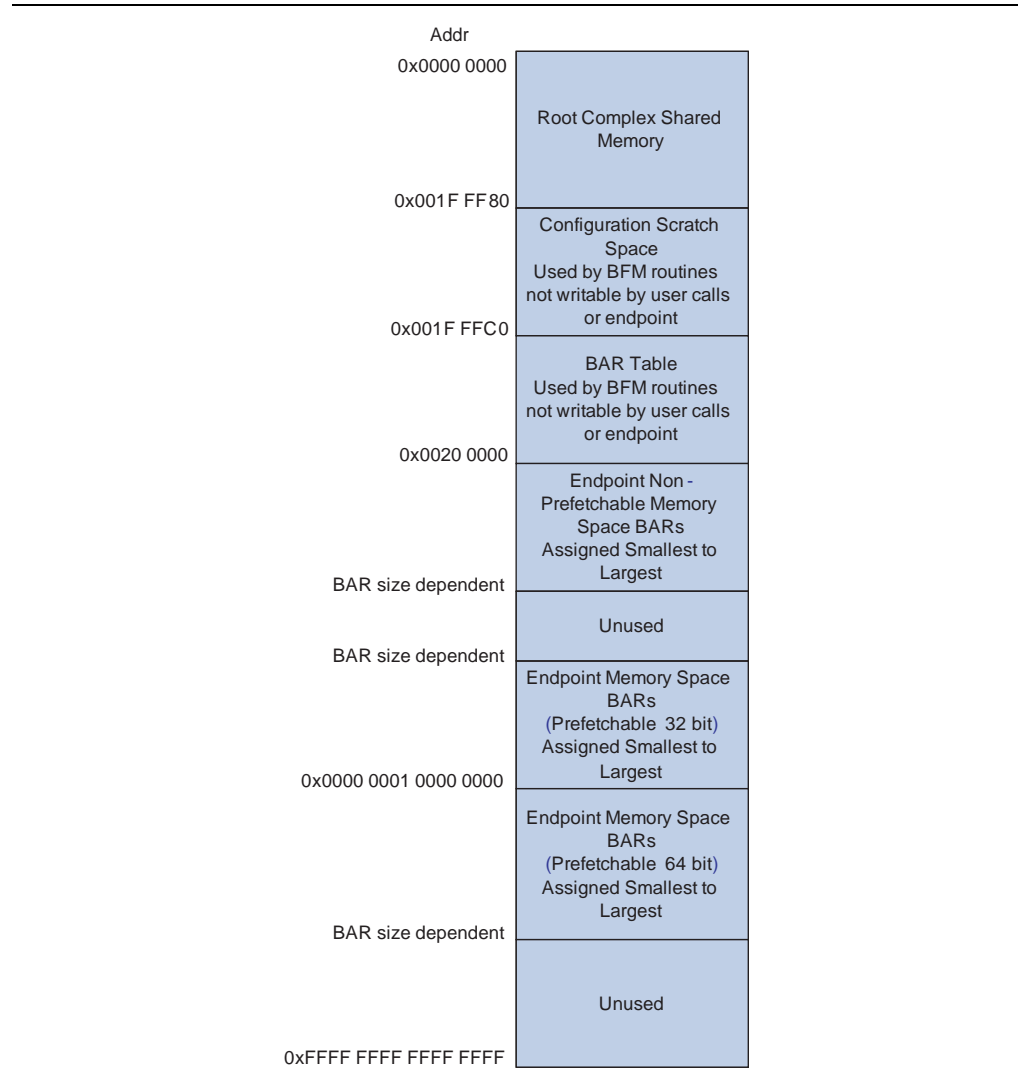 Addr
0x0000 0000
Root Complex Shared
Memory
0x001F FF80
Configuration Scratch
Space
Used by BFM routines
not writable by user calls
or endpoint
0x001F FFC0
BAR Table
Used by BFM routines
not writable by user calls
or endpoint
0x0020 0000
Endpoint Non -
Prefetchable Memory
Space BARs
Assigned Smallest to
Largest
BAR size dependent
Unused
BAR size dependent
Endpoint Memory Space
BARs
(Prefetchable 32 bit)
Assigned Smallest to
Largest
0x0000 0001 0000 0000
Endpoint Memory Space
BARs
(Prefetchable 64 bit)
Assigned Smallest to
Largest
BAR size dependent
Unused
0xFFFF FFFF FFFF FFFF